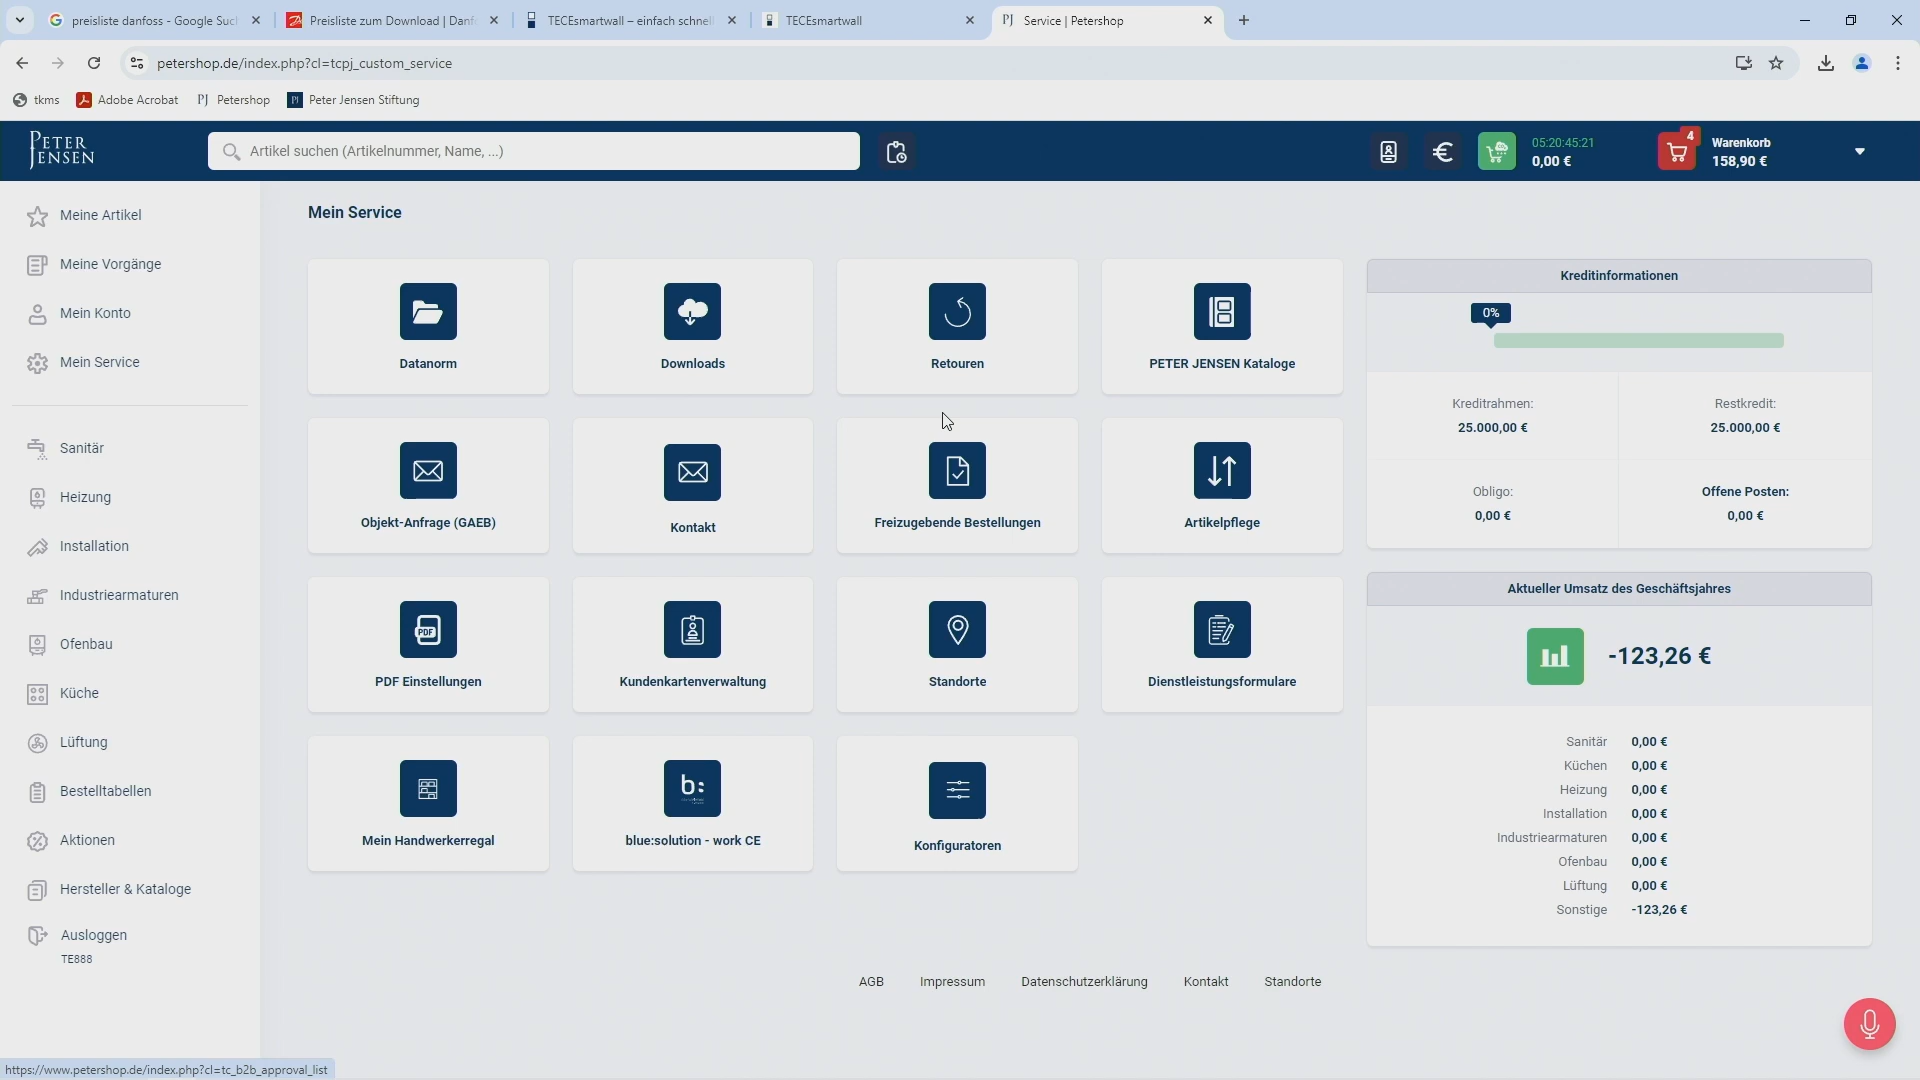 preisliste danfoss - Google Suc
Preisliste zum Download | Danf
TECEsmartwall – einfach schnell
TECEsmartwall
PJ
Service | Petershop
petershop.de/index.php?cl=tcpj_custom_service
tkms
Adobe Acrobat
PJ
Petershop
PJ
Peter Jensen Stiftung
PETER
JENSEN
Artikel suchen (Artikelnummer, Name, ...)
05:20:45:21
0,00 €
4
Warenkorb
158,90 €
Meine Artikel
Meine Vorgänge
Mein Konto
Mein Service
Sanitär
Heizung
Installation
Industriearmaturen
Ofenbau
Küche
Lüftung
Bestelltabellen
Aktionen
Hersteller & Kataloge
Ausloggen
TE888
Mein Service
Datanorm
Downloads
Retouren
PETER JENSEN Kataloge
Objekt-Anfrage (GAEB)
Kontakt
Freizugebende Bestellungen
Artikelpflege
PDF
PDF Einstellungen
Kundenkartenverwaltung
Standorte
Dienstleistungsformulare
Mein Handwerkerregal
b:
blue:solution - work CE
Konfiguratoren
Kreditinformationen
0%
Kreditrahmen:
25.000,00 €
Restkredit:
25.000,00 €
Obligo:
0,00 €
Offene Posten:
0,00 €
Aktueller Umsatz des Geschäftsjahres
-123,26 €
Sanitär 0,00 €
Küchen 0,00 €
Heizung 0,00 €
Installation 0,00 €
Industriearmaturen 0,00 €
Ofenbau 0,00 €
Lüftung 0,00 €
Sonstige -123,26 €
AGB Impressum Datenschutzerklärung Kontakt Standorte
https://www.petershop.de/index.php?cl=tc_b2b_approval_list